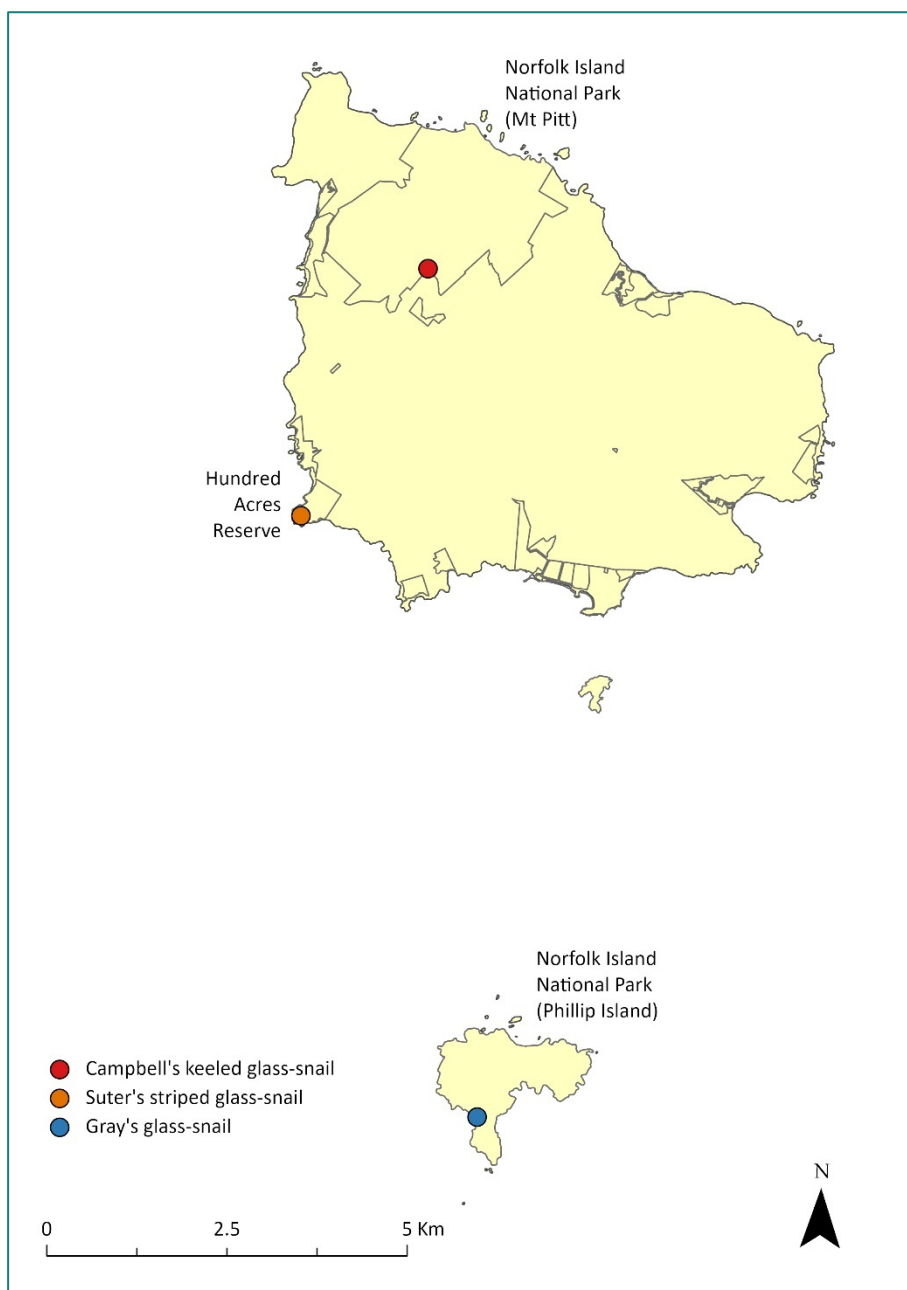 Norfolk Island
National Park
(Mt Pitt)
Hundred
Acres
Reserve
Norfolk Island
National Park
(Phillip Island)
Campbell's keeled glass-snail
Suter's striped glass-snail
Gray's glass-snail
N
0 2.5 5 Km